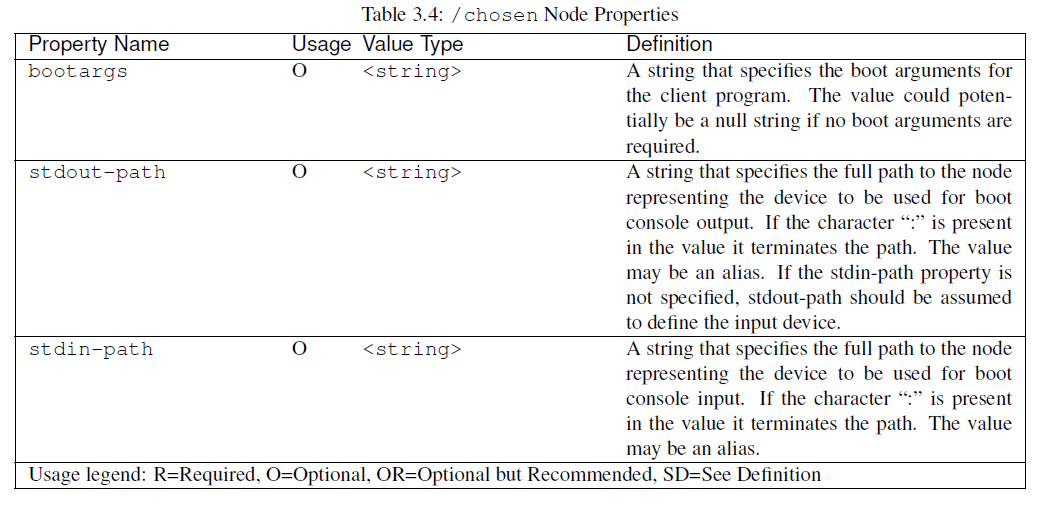 Table 3.4: /chosen Node Properties
Property Name Usage Value Type Definition
bootargs O <string> A string that specifies the boot arguments for
the client program. The value could poten-
tially be a null string if no boot arguments are
required.
stdout-path O <string> A string that specifies the full path to the node
representing the device to be used for boot
console output. If the character “:” is present
in the value it terminates the path. The value
may be an alias. If the stdin-path property is
not specified, stdout-path should be assumed
to define the input device.
stdin-path O <string> A string that specifies the full path to the node
representing the device to be used for boot
console input. If the character “:” is present
in the value it terminates the path. The value
may be an alias.
Usage legend: R=Required, O=Optional, OR=Optional but Recommended, SD=See Definition